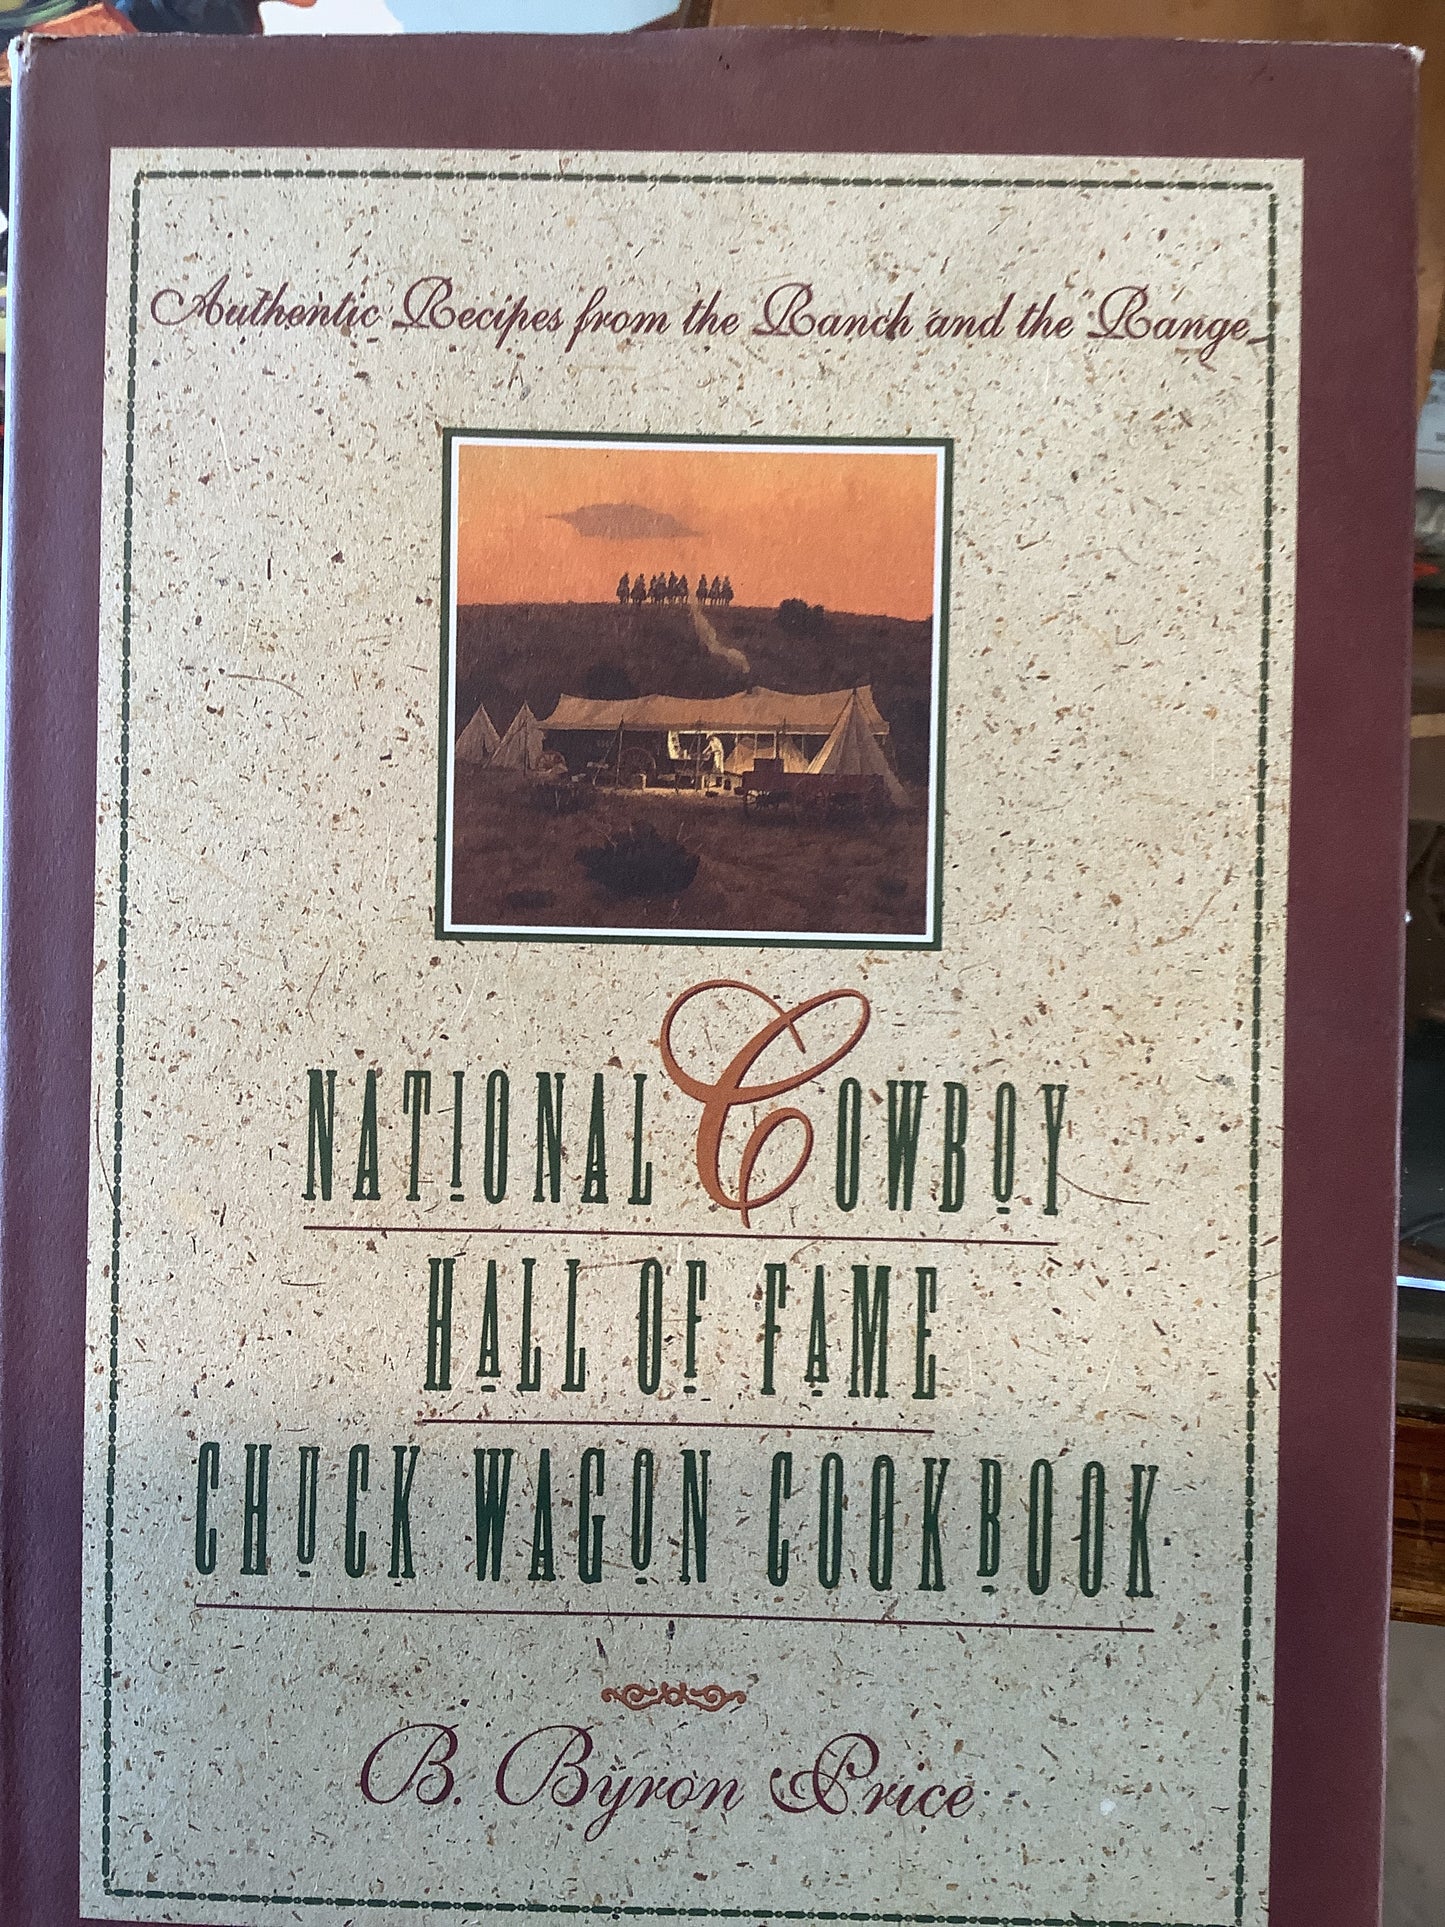 Authentic Recipes from the Ranch and the Range
NATIONAL COWBOY
HALL OF FAME
CHUCK WAGON COOKBOOK
B. Byron Price